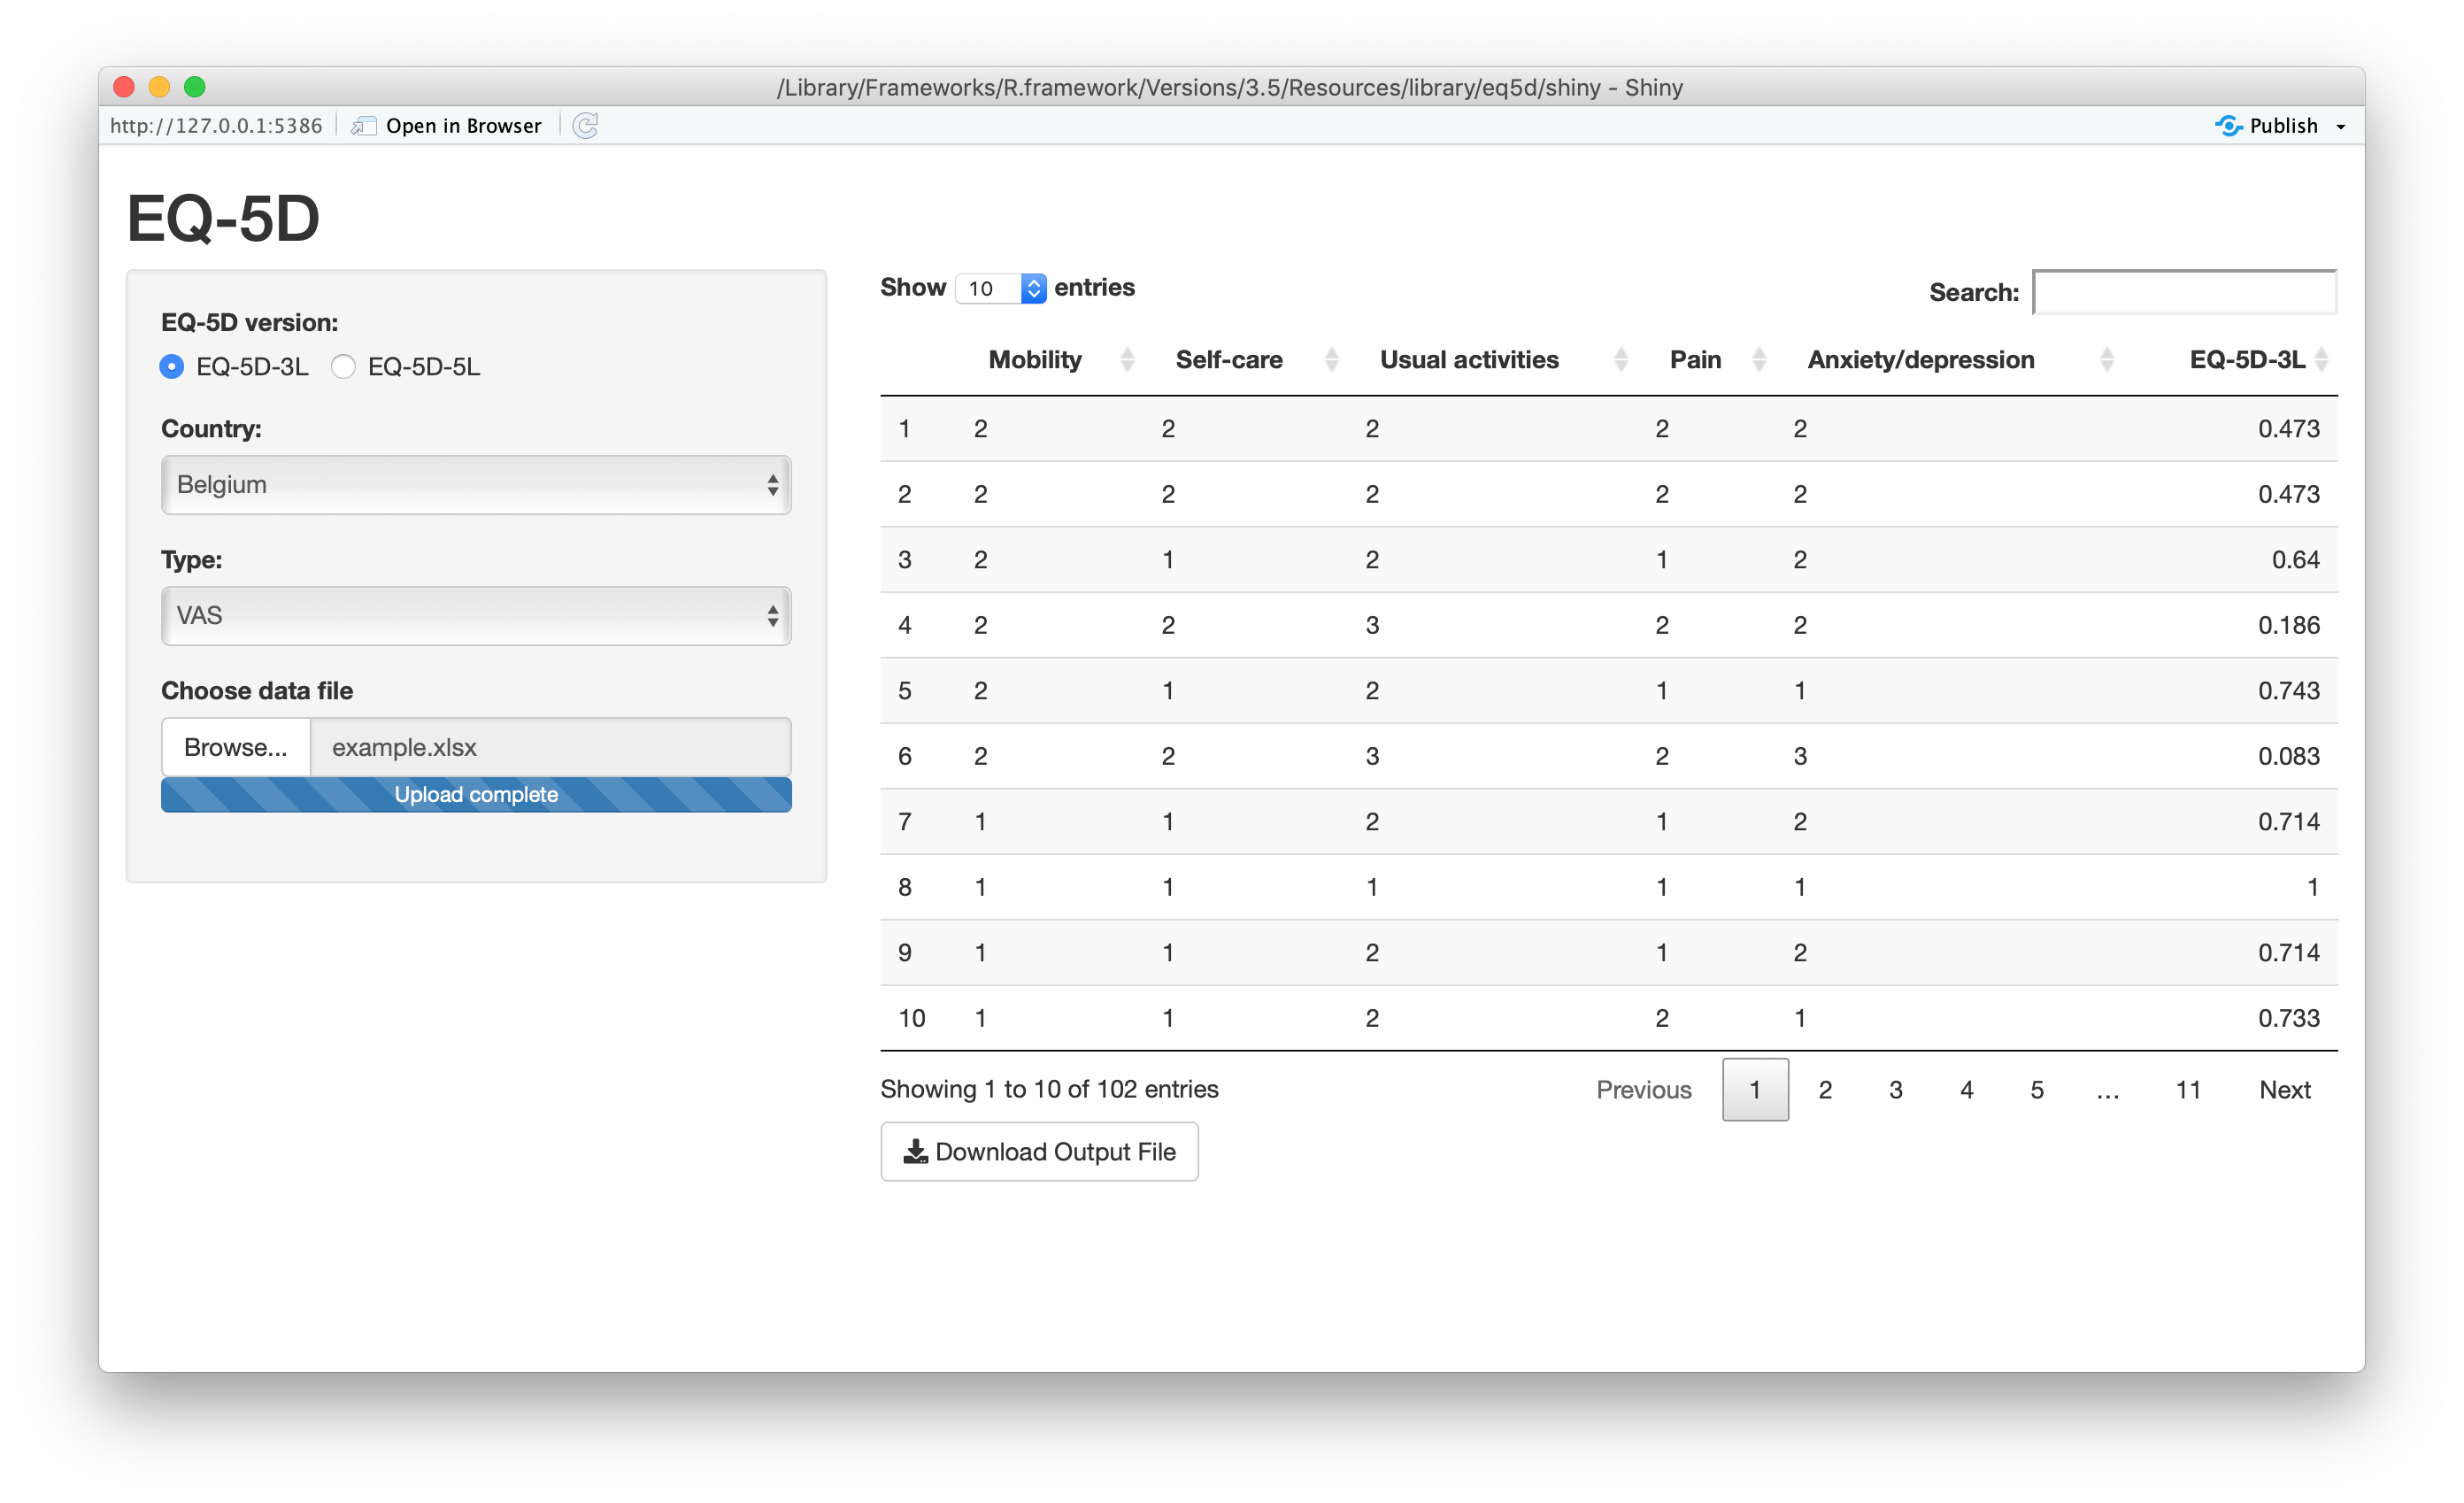 /Library/Frameworks/R.framework/Versions/3.5/Resources/library/eq5d/shiny - Shiny
http://127.0.0.1:5386 Open in Browser Publish
EQ-5D
EQ-5D version:
EQ-5D-3L EQ-5D-5L
Country:
Belgium
Type:
VAS
Choose data file
Browse... example.xlsx
Upload complete
Show 10 entries Search:
Mobility Self-care Usual activities Pain Anxiety/depression EQ-5D-3L
1 2 2 2 2 2 0.473
2 2 2 2 2 2 0.473
3 2 1 2 1 2 0.64
4 2 2 3 2 2 0.186
5 2 1 2 1 1 0.743
6 2 2 3 2 3 0.083
7 1 1 2 1 2 0.714
8 1 1 1 1 1 1
9 1 1 2 1 2 0.714
10 1 1 2 2 1 0.733
Showing 1 to 10 of 102 entries Previous 1 2 3 4 5 … 11 Next
Download Output File